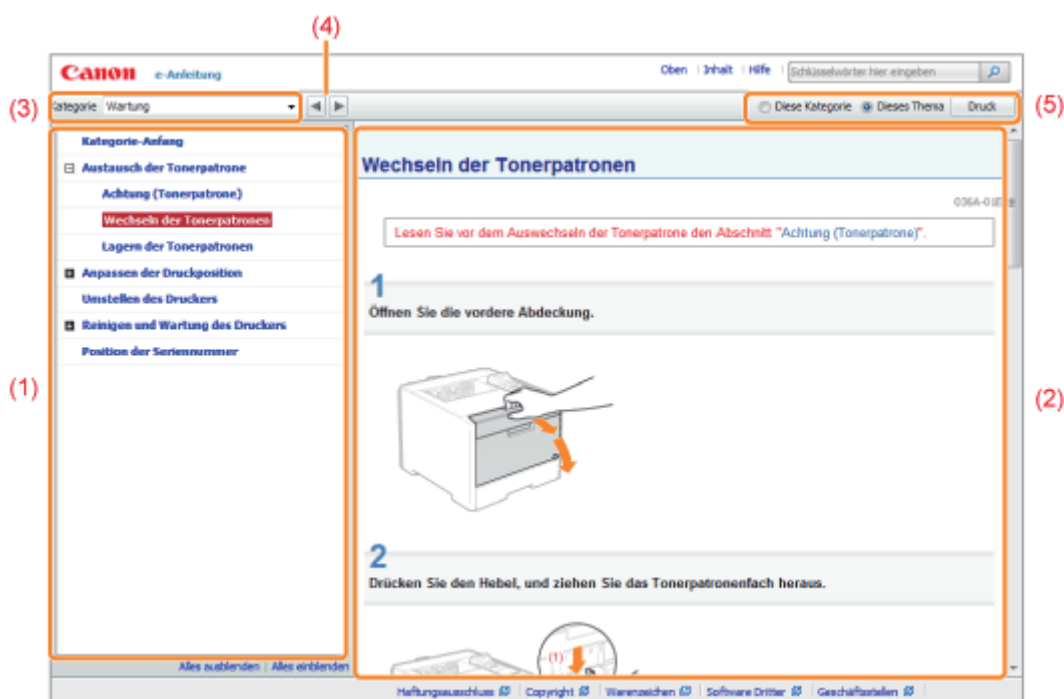 (4)
Canon e-Anleitung Oben Inhalt Hilfe Schlüsselwörter hier eingeben
(3) Kategorie Wartung Diese Kategorie Dieses Thema Druck (5)
Kategorie-Anfang
Austausch der Tonerpatrone
Achtung (Tonerpatrone)
Wechseln der Tonerpatronen
Lagern der Tonerpatronen
Anpassen der Druckposition
Umstellen des Druckers
Reinigen und Wartung des Druckers
Position der Seriennummer
(1)
Alles ausblenden Alles einblenden
Wechseln der Tonerpatronen
Lesen Sie vor dem Auswechseln der Tonerpatrone den Abschnitt "Achtung (Tonerpatrone)".
1
Öffnen Sie die vordere Abdeckung.
(2)
2
Drücken Sie den Hebel, und ziehen Sie das Tonerpatronenfach heraus.
(1)
Haftungsausschluss Copyright Warenzeichen Software Dritter Geschäftsstellen